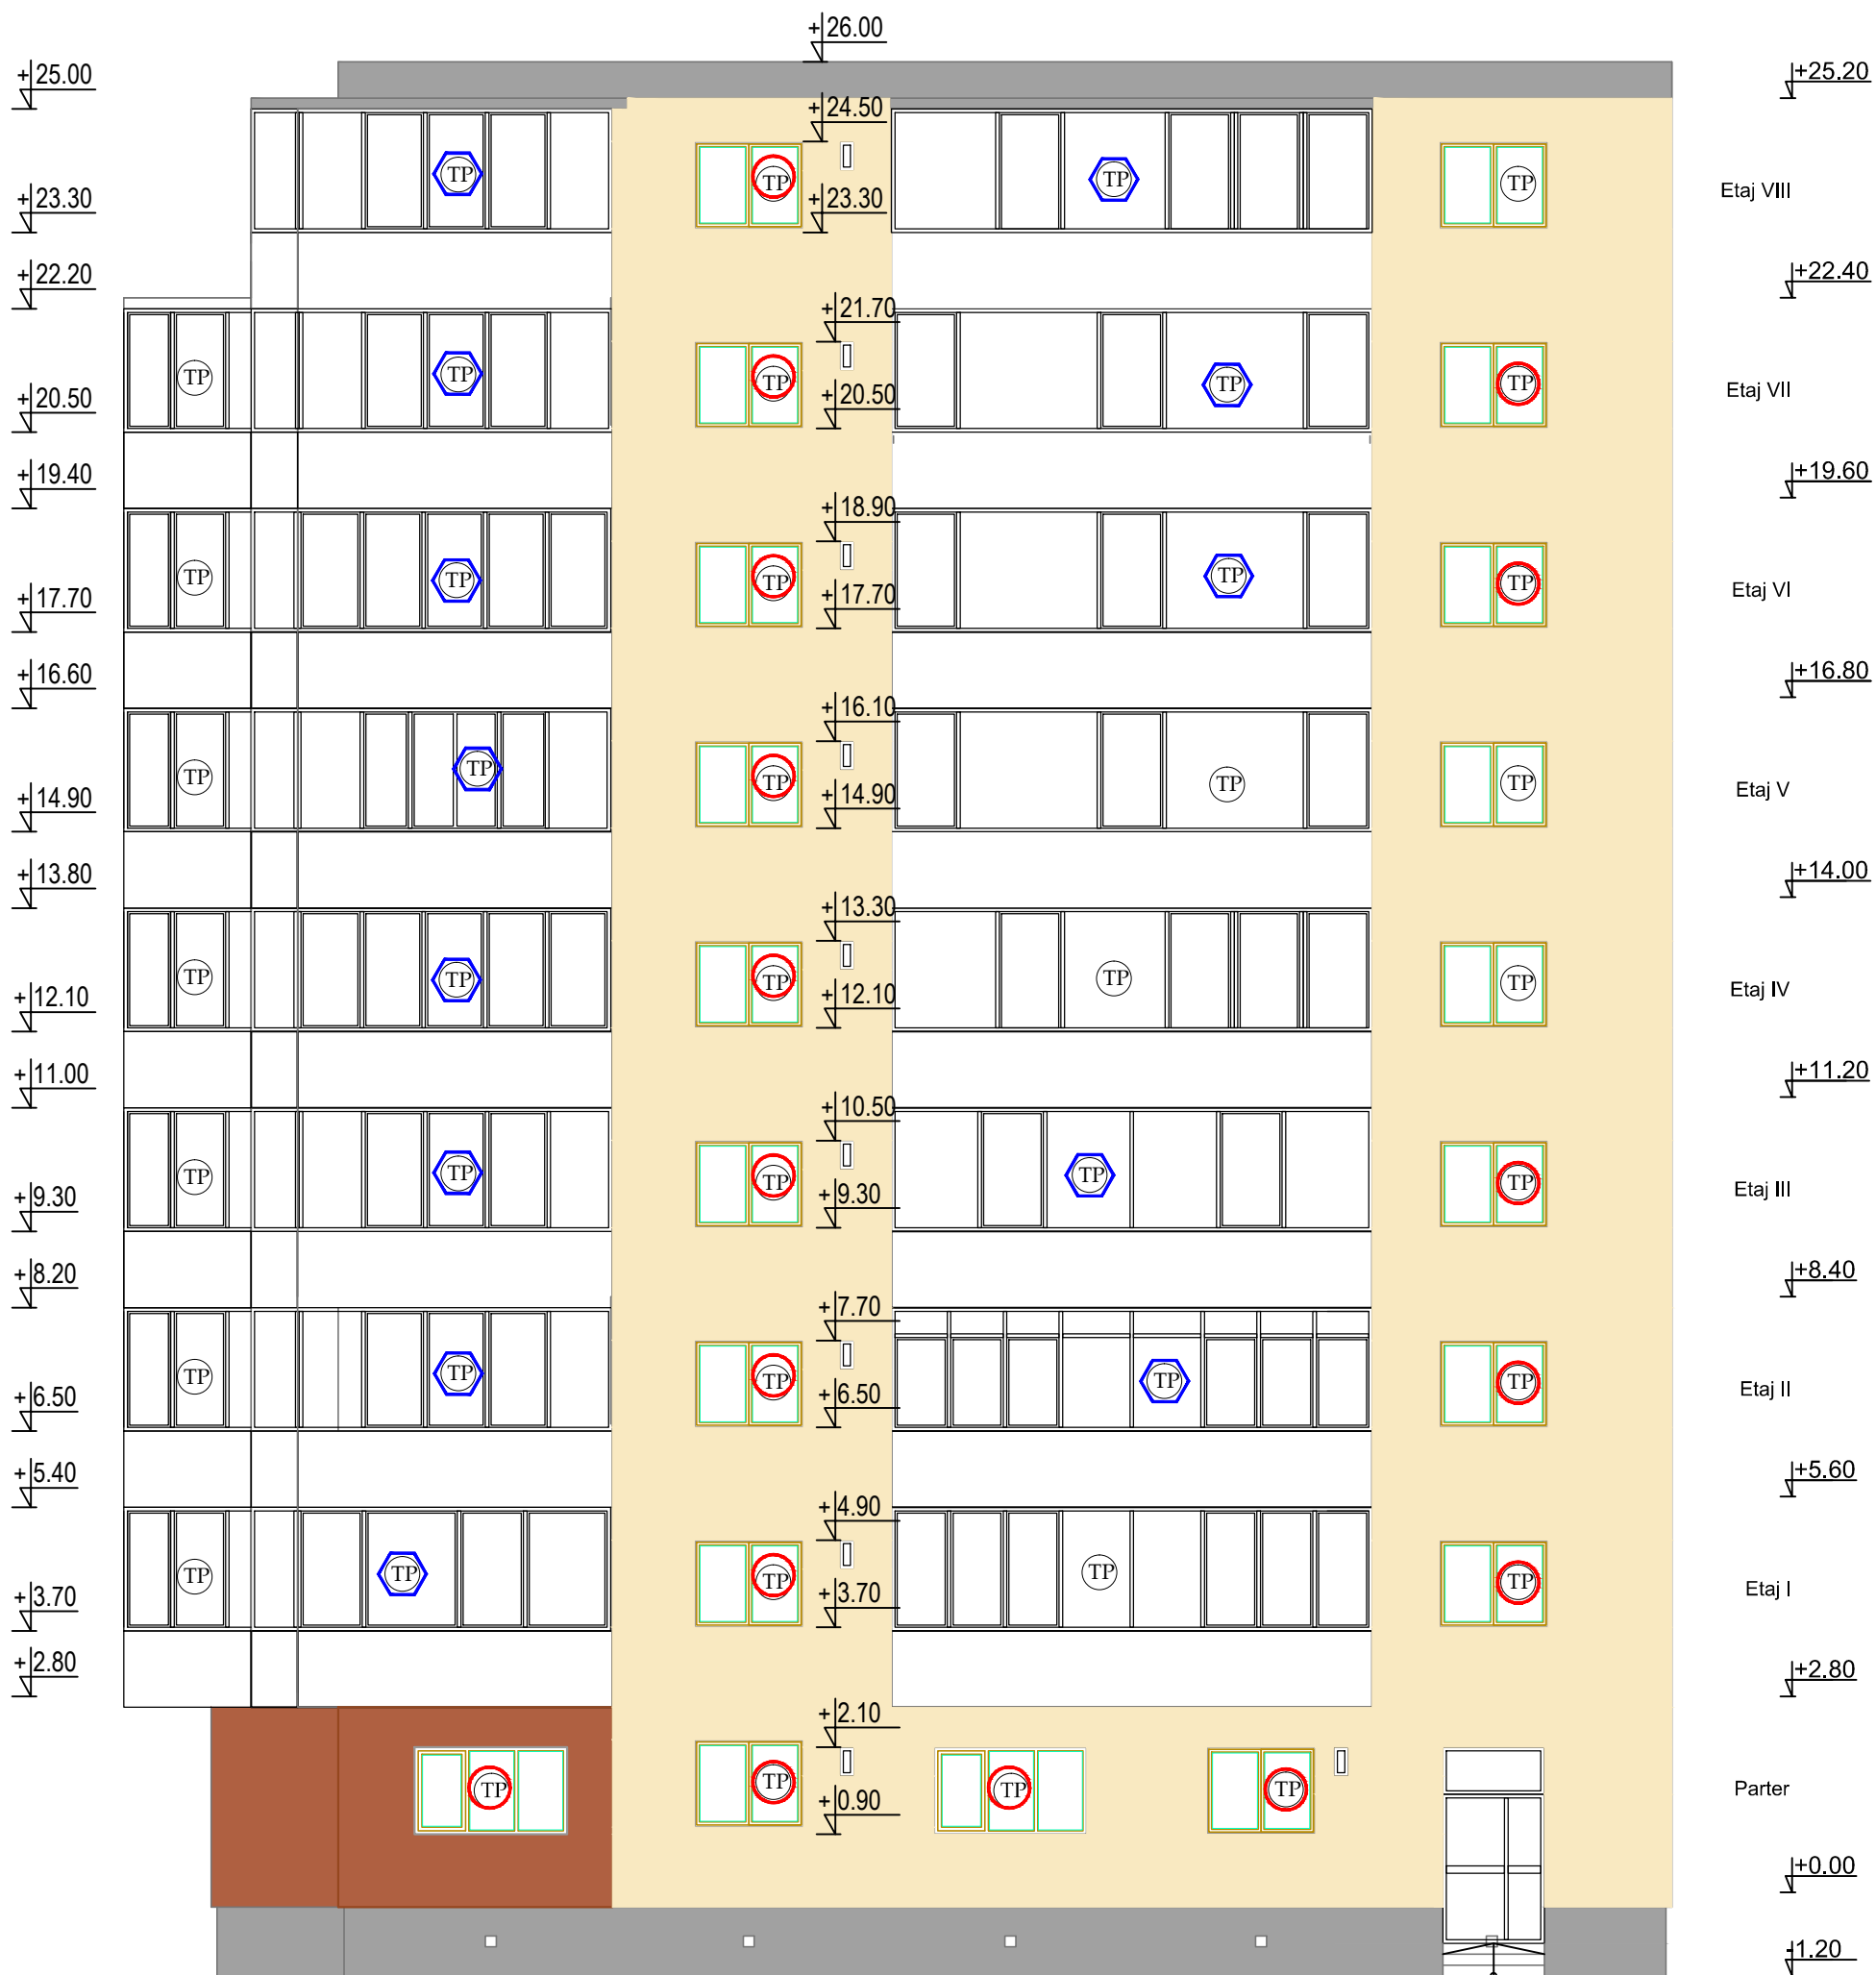 +26.00
+25.00
+25.20
+24.50
TP TP TP TP
Etaj VIII
+23.30
+23.30
+22.20
+22.40
+21.70
TP TP TP TP TP
Etaj VII
+20.50
+20.50
+19.40
+19.60
+18.90
TP TP TP TP TP
Etaj VI
+17.70
+17.70
+16.60
+16.80
+16.10
TP TP TP TP TP
Etaj V
+14.90
+14.90
+13.80
+14.00
+13.30
TP TP TP TP TP
Etaj IV
+12.10
+12.10
+11.00
+11.20
+10.50
TP TP TP TP TP
Etaj III
+9.30
+9.30
+8.20
+8.40
+7.70
TP TP TP TP TP
Etaj II
+6.50
+6.50
+5.40
+5.60
+4.90
TP TP TP TP TP
Etaj I
+3.70
+3.70
+2.80
+2.80
+2.10
TP TP TP TP
Parter
+0.90
+0.00
-1.20